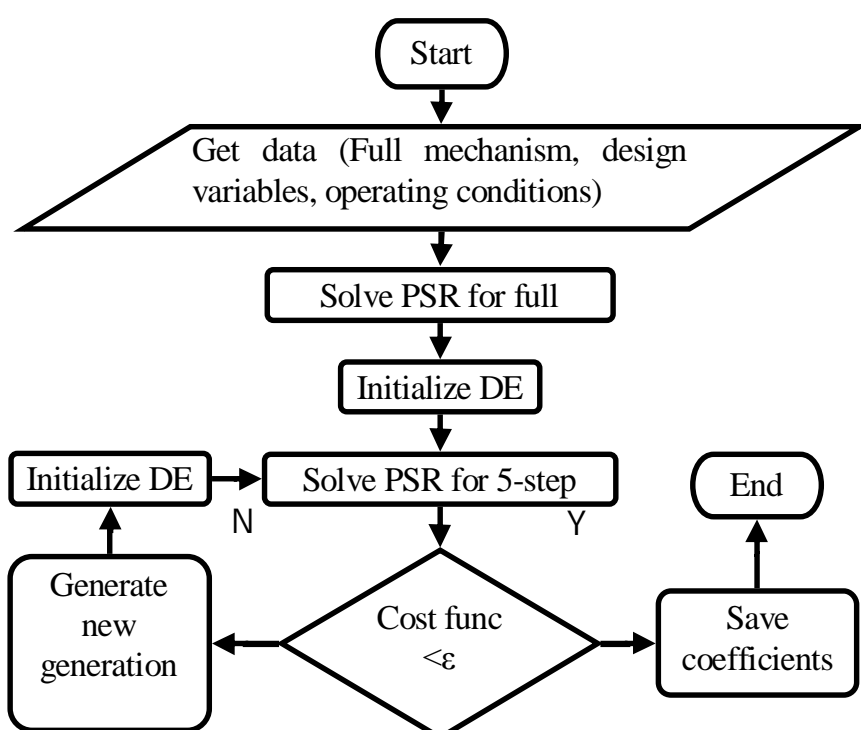 Start
Get data (Full mechanism, design
variables, operating conditions)
Solve PSR for full
Initialize DE
Initialize DE
Solve PSR for 5-step
End
N
Y
Generate
new
generation
Cost func
<ε
Save
coefficients